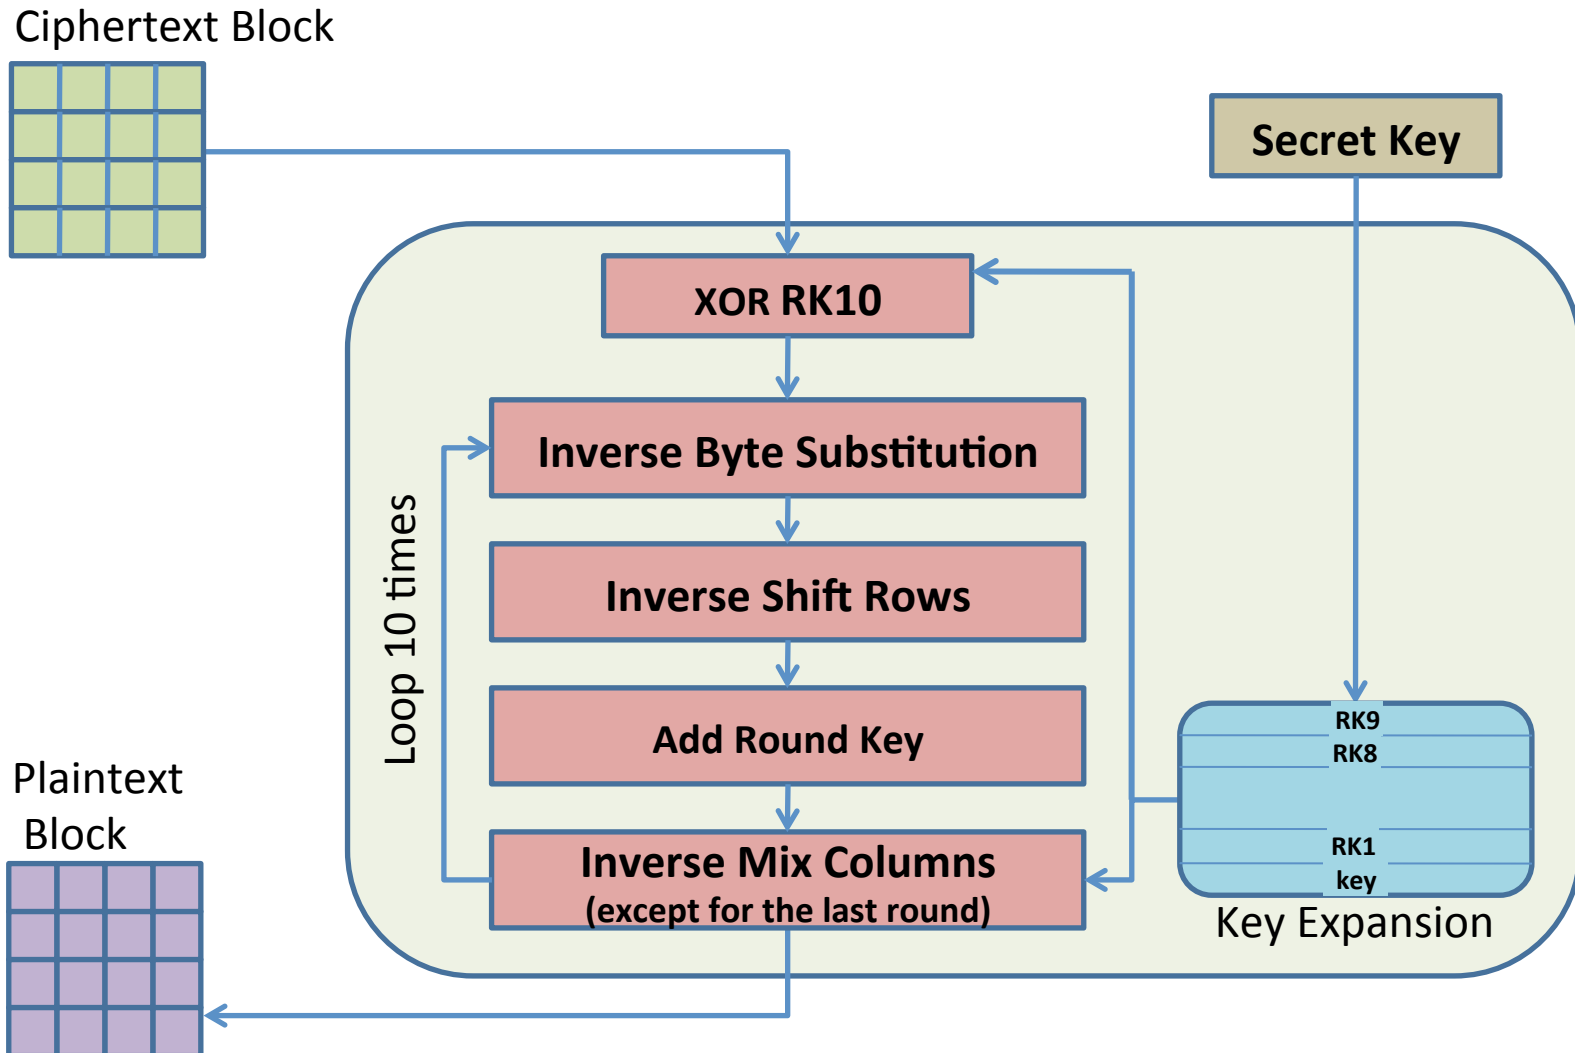 Ciphertext Block
Secret Key
XOR RK10
Inverse Byte Substitution
Inverse Shift Rows
Add Round Key
Inverse Mix Columns
(except for the last round)
Loop 10 times
RK9
RK8
RK1
key
Key Expansion
Plaintext
Block